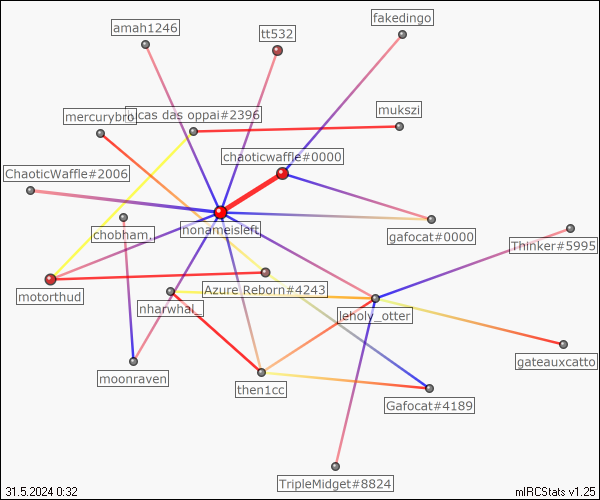 fakedingo
amah1246
tt532
mercurybro
lucas das oppai#2396
mukszi
chaoticwaffle#0000
ChaoticWaffle#2006
chobham_
nonameisleft
gafocat#0000
Thinker#5995
motorthud
Azure Reborn#4243
nharwhal_
leholy_otter
gateauxcatto
moonraven
then1cc
Gafocat#4189
TripleMidget#8824
31.5.2024 0:32
mIRCStats v1.25